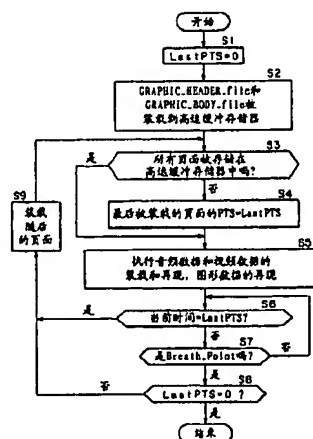 开始
S1
LastPTS=0
S2
GRAPHIC_HEADER.file和
GRAPHIC_BODY.file被
装载到高速缓冲存储器
S3
是
所有页面被存储在
高速缓冲存储器中吗?
否
S4
最后被装载的页面的PTS=LastPTS
S9
装载
随后
的页面
S5
执行音频数据和视频数据的
装载和再现,图形数据的再现
S6
是
当前时间=LastPTS?
否
S7
是Breath_Point吗?
否
是
S8
否
LastPTS=0 ?
是
结束